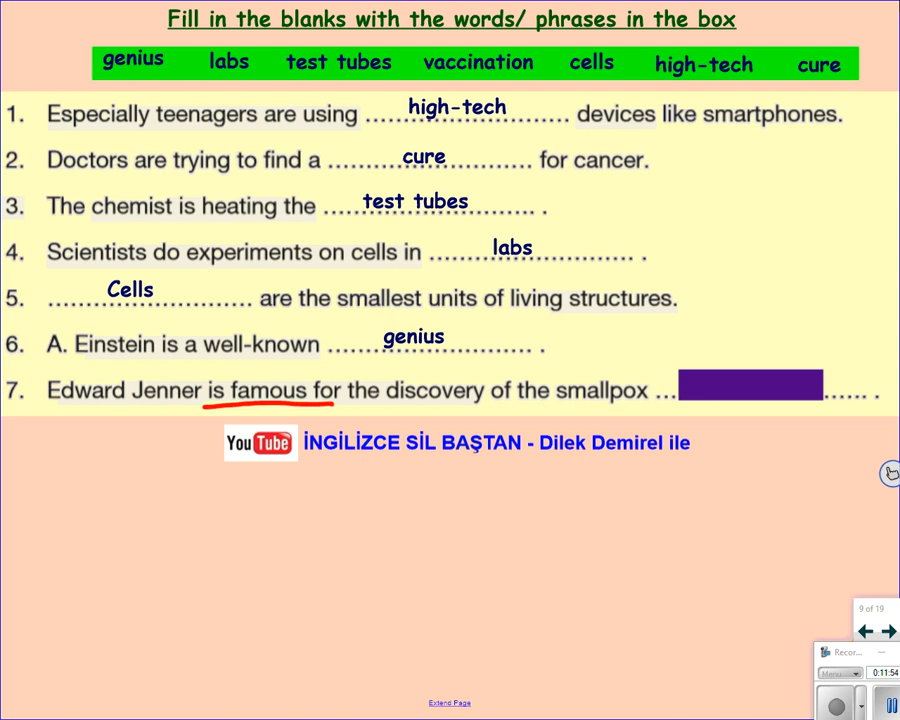 Fill in the blanks with the words/ phrases in the box
genius labs test tubes vaccination cells high-tech cure
1. Especially teenagers are using ......high-tech......... devices like smartphones.
2. Doctors are trying to find a ..........cure............ for cancer.
3. The chemist is heating the .....test tubes.......... .
4. Scientists do experiments on cells in .........labs.............. .
5. ........Cells............. are the smallest units of living structures.
6. A. Einstein is a well-known .......genius............ .
7. Edward Jenner is famous for the discovery of the smallpox ... ...... .
YouTube İNGİLİZCE SİL BAŞTAN - Dilek Demirel ile
9 of 19
Recor...
Menu... 0:11:54
Extend Page